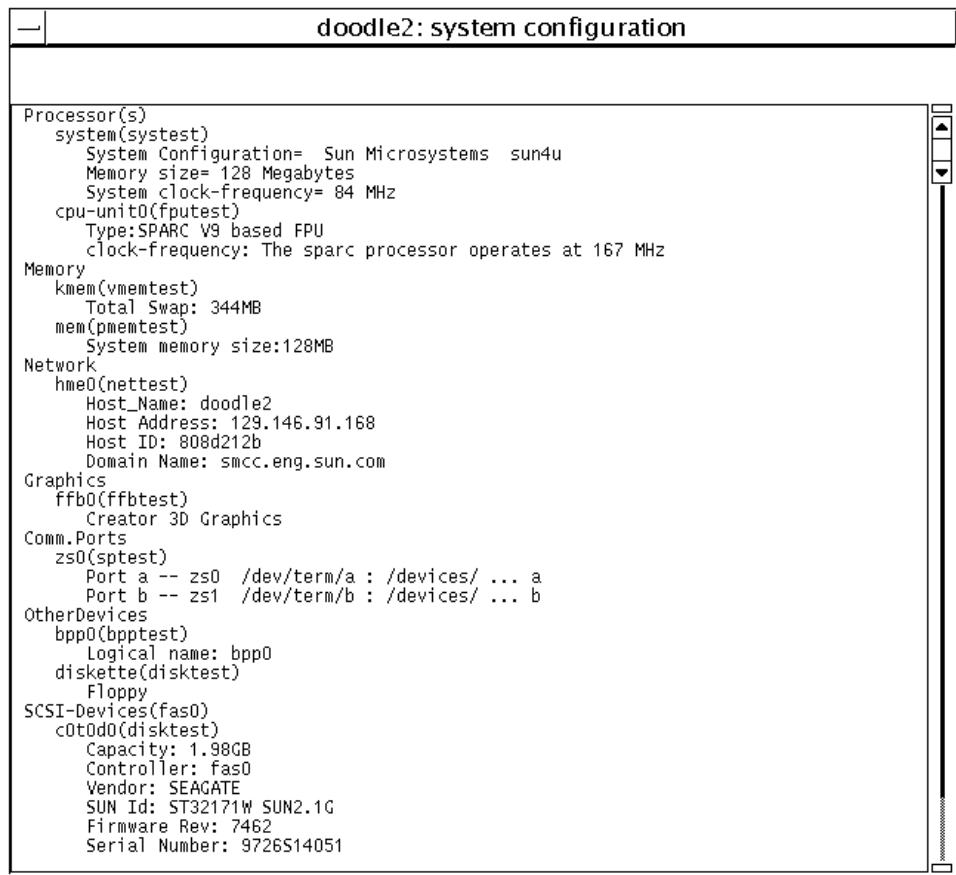 doodle2: system configuration
Processor(s)
system(systest)
System Configuration=  Sun Microsystems  sun4u
Memory size= 128 Megabytes
System clock-frequency= 84 MHz
cpu-unit0(fputest)
Type:SPARC V9 based FPU
clock-frequency: The sparc processor operates at 167 MHz
Memory
kmem(vmemtest)
Total Swap: 344MB
mem(pmemtest)
System memory size:128MB
Network
hme0(nettest)
Host_Name: doodle2
Host Address: 129.146.91.168
Host ID: 808d212b
Domain Name: smcc.eng.sun.com
Graphics
ffb0(ffbtest)
Creator 3D Graphics
Comm.Ports
zs0(sptest)
Port a -- zs0  /dev/term/a : /devices/ ... a
Port b -- zs1  /dev/term/b : /devices/ ... b
OtherDevices
bpp0(bpptest)
Logical name: bpp0
diskette(disktest)
Floppy
SCSI-Devices(fas0)
c0t0d0(disktest)
Capacity: 1.98GB
Controller: fas0
Vendor: SEAGATE
SUN Id: ST32171W SUN2.1G
Firmware Rev: 7462
Serial Number: 9726S14051